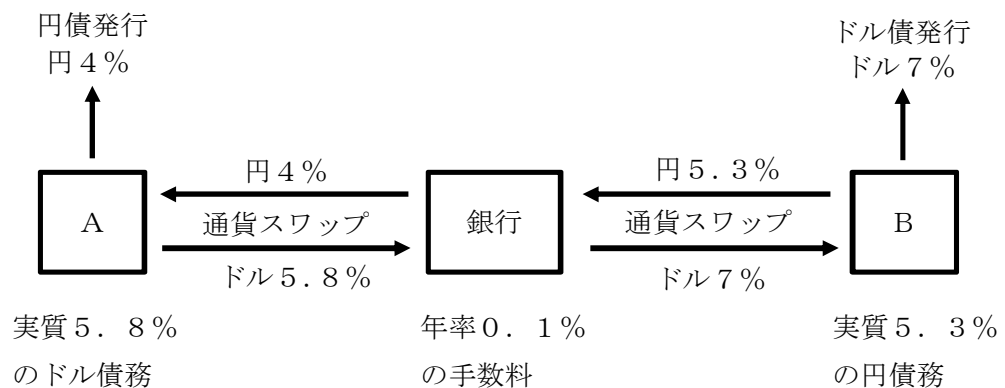 円債発行
円４％
ドル債発行
ドル７％
円４％
円５．３％
A
通貨スワップ
銀行
通貨スワップ
B
ドル５．８％
ドル７％
実質５．８％
のドル債務
年率０．１％
の手数料
実質５．３％
の円債務